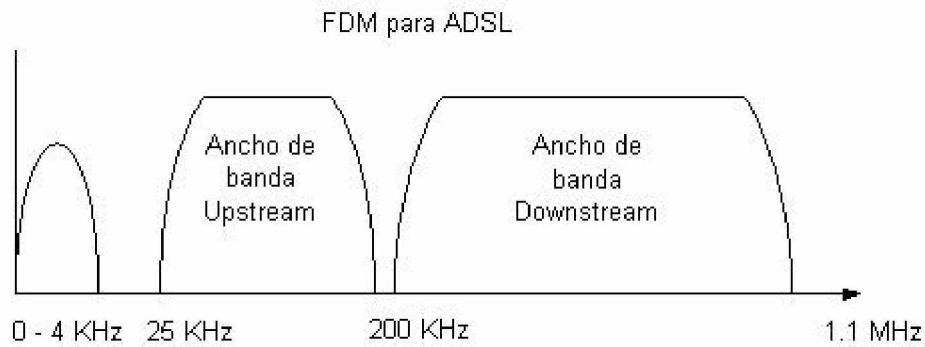 FDM para ADSL
Ancho de
banda
Upstream
Ancho de
banda
Downstream
0 - 4 KHz
25 KHz
200 KHz
1.1 MHz